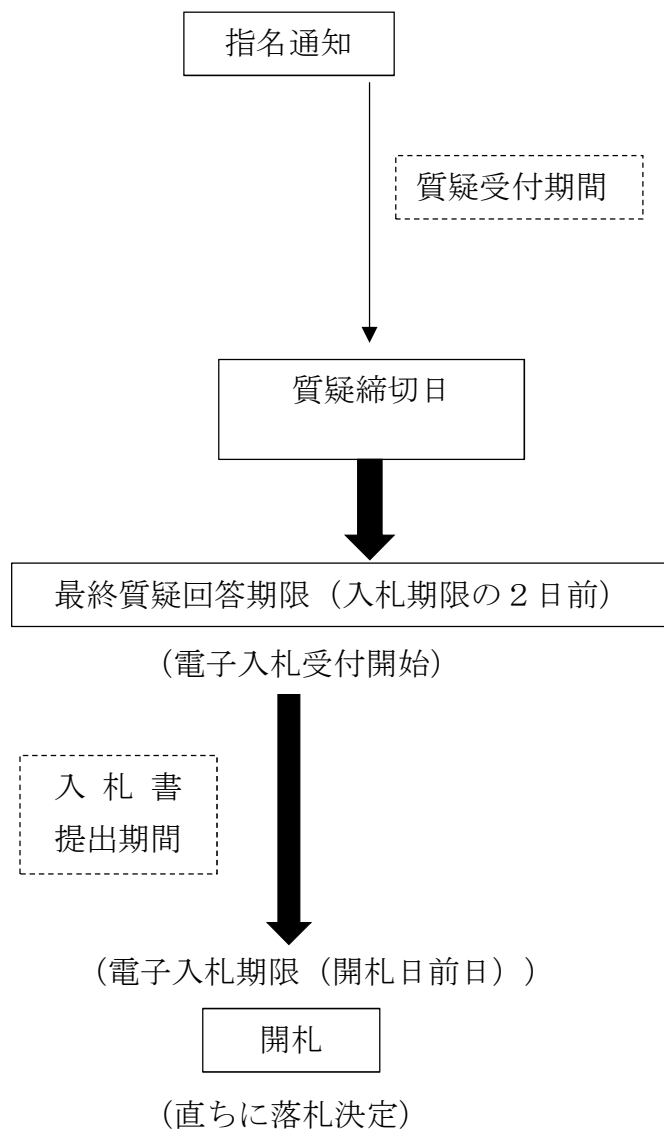 指名通知
質疑受付期間
質疑締切日
最終質疑回答期限（入札期限の２日前）
（電子入札受付開始）
入 札 書
提出期間
（電子入札期限（開札日前日））
開札
（直ちに落札決定）